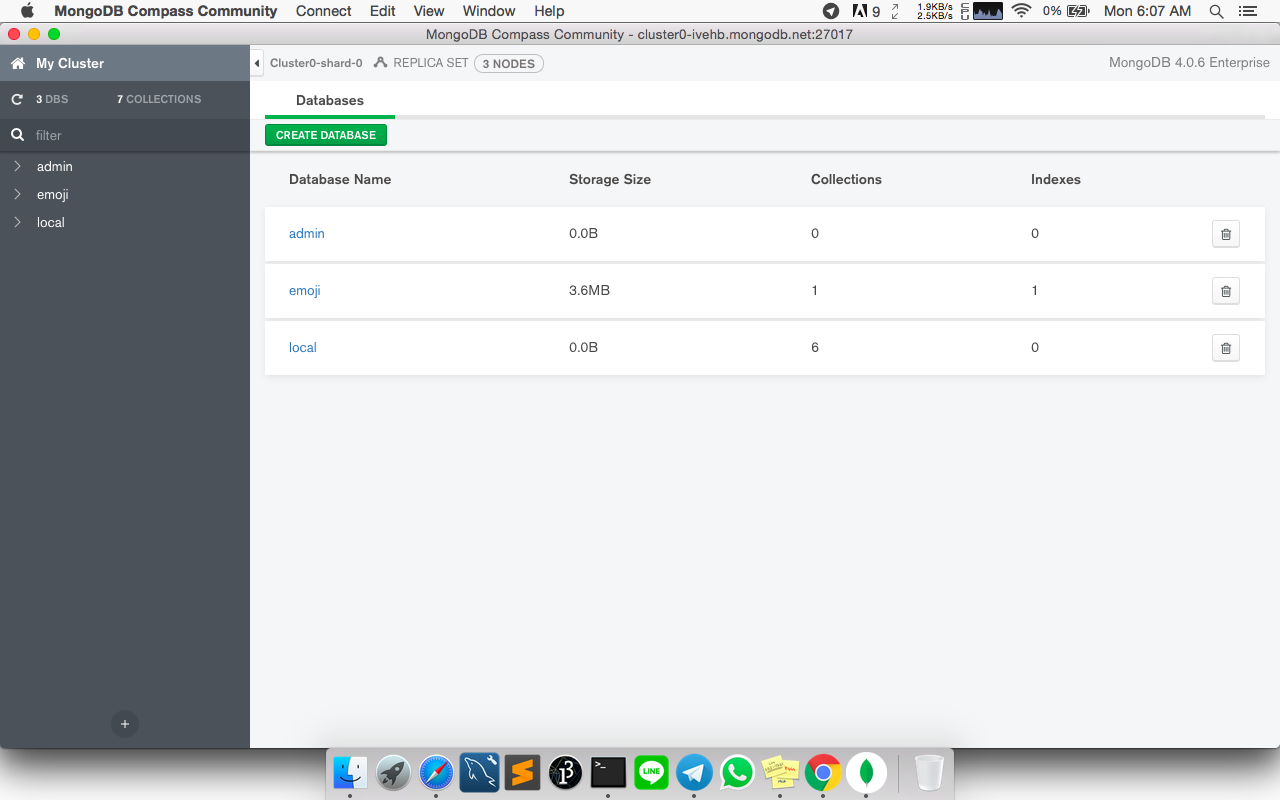 MongoDB Compass Community Connect Edit View Window Help 9 1.9KB/s 2.5KB/s CPU 0% Mon 6:07 AM
MongoDB Compass Community - cluster0-ivehb.mongodb.net:27017
My Cluster
Cluster0-shard-0 REPLICA SET 3 NODES MongoDB 4.0.6 Enterprise
3 DBS 7 COLLECTIONS
Databases
filter
CREATE DATABASE
admin
emoji
local
Database Name Storage Size Collections Indexes
admin 0.0B 0 0
emoji 3.6MB 1 1
local 0.0B 6 0
LINE